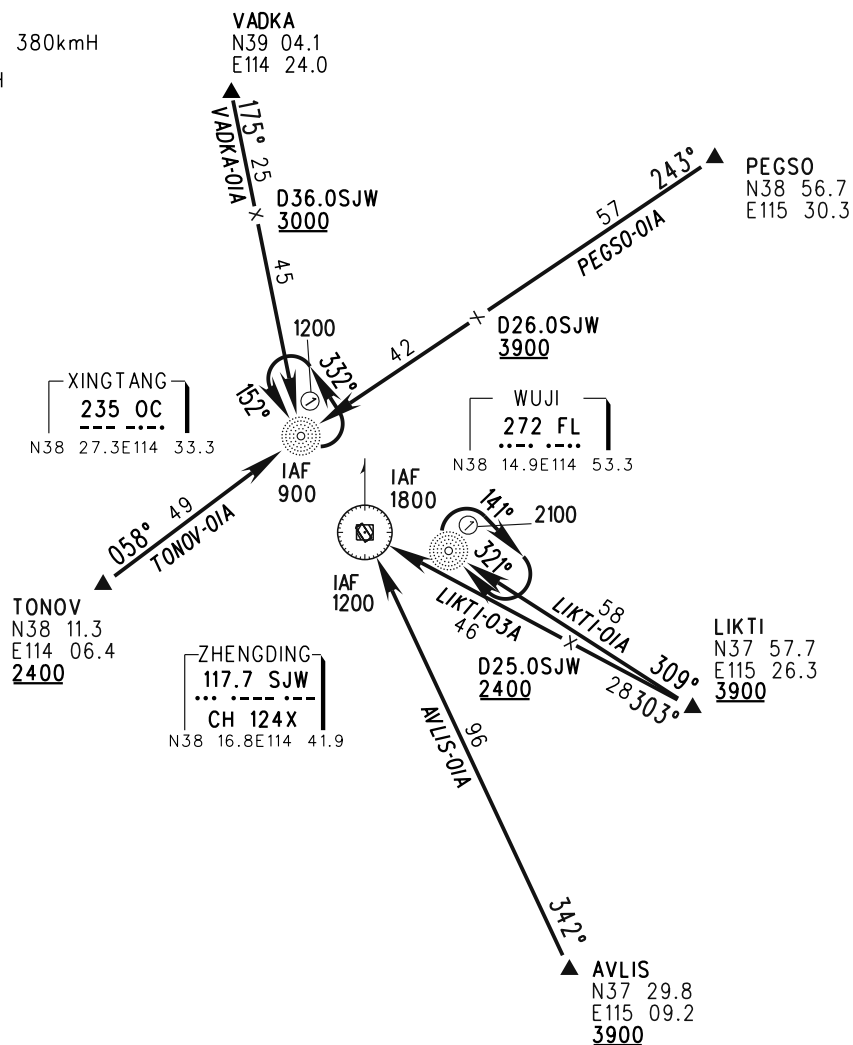 380kmH
H
VADKA
N39 04.1
E114 24.0
175°
25
VADKA-01A
D36.0SJW
3000
45
243°
PEGSO
N38 56.7
E115 30.3
57
PEGSO-01A
D26.0SJW
3900
42
1200
1
332°
152°
XINGTANG
235 OC
N38 27.3E114 33.3
WUJI
272 FL
N38 14.9E114 53.3
IAF
900
IAF
1800
141°
1
2100
321°
058°
49
TONOV-01A
IAF
1200
TONOV
N38 11.3
E114 06.4
2400
LIKTI-03A
46
58
LIKTI-01A
D25.0SJW
2400
309°
28
303°
LIKTI
N37 57.7
E115 26.3
3900
ZHENGDING
117.7 SJW
CH 124X
N38 16.8E114 41.9
96
AVLIS-01A
342°
AVLIS
N37 29.8
E115 09.2
3900